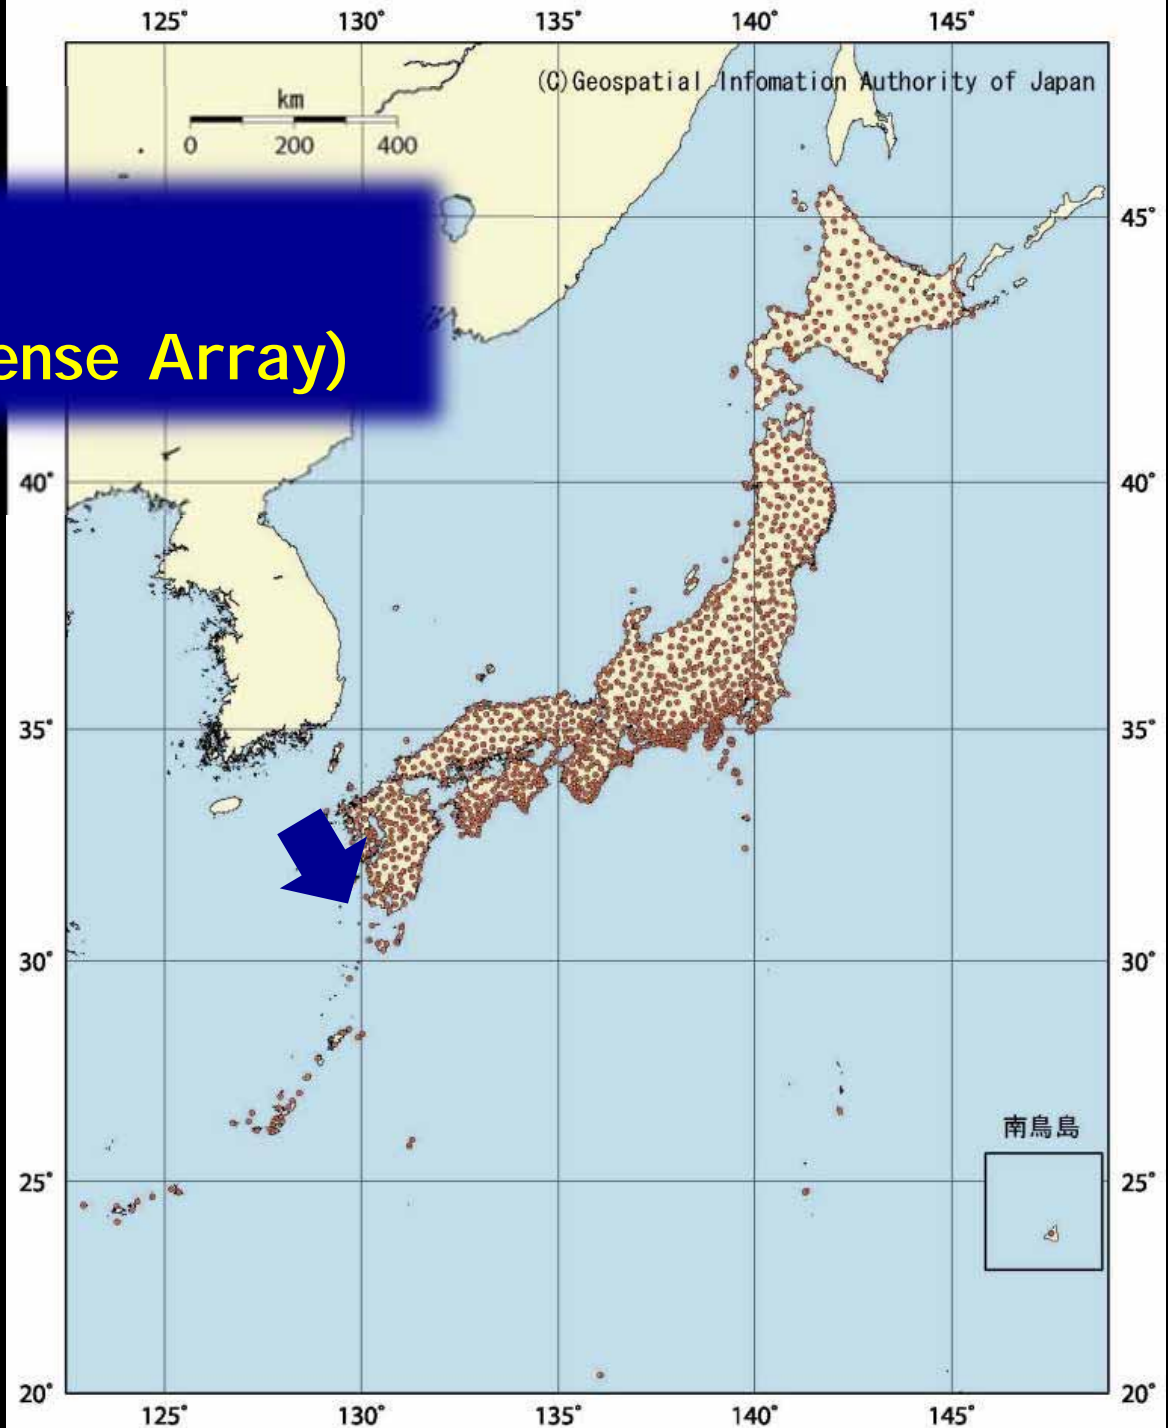 125° 130° 135° 140° 145°
(C)Geospatial Infomation Authority of Japan
km
0 200 400
45° 
ense Array)
40° 40°
35° 35°
30° 30°
南鳥島
25° 25°
20° 20°
125° 130° 135° 140° 145°